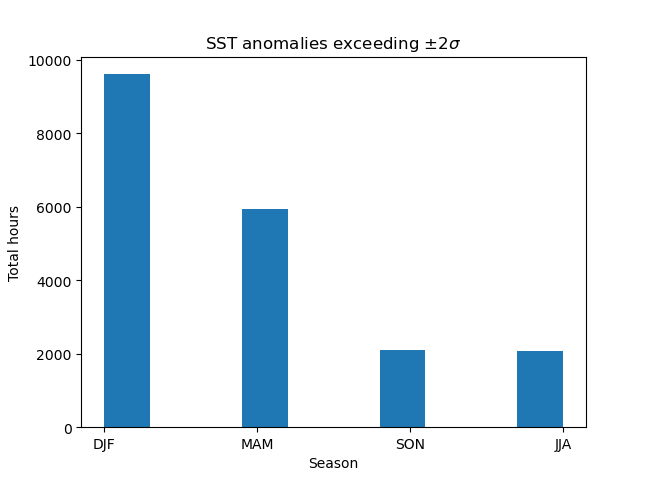 SST anomalies exceeding ±2σ
10000
8000
6000
4000
2000
0
Total hours
DJF MAM SON JJA
Season